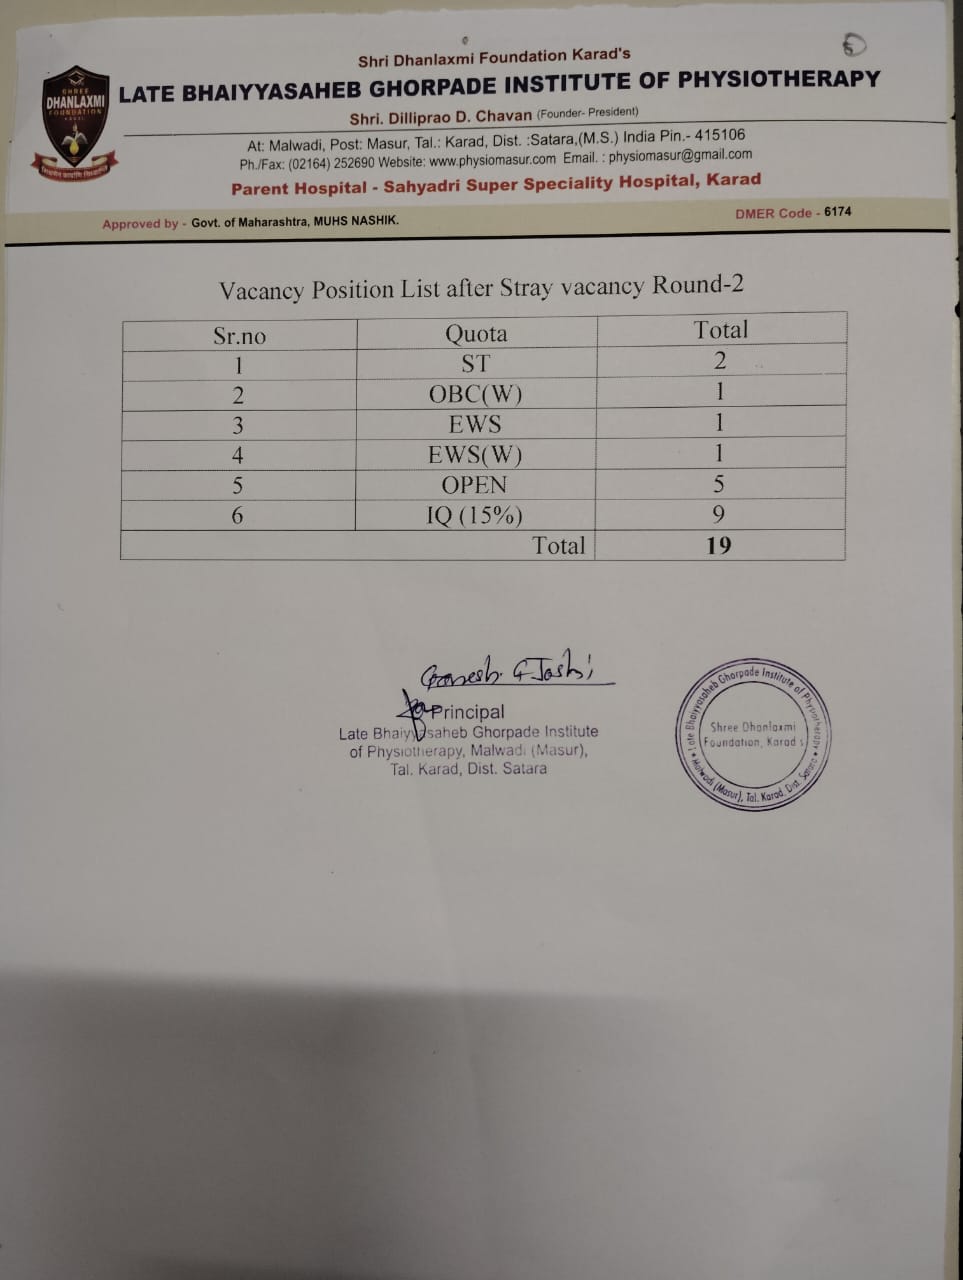 Shri Dhanlaxmi Foundation Karad's
LATE BHAIYYASAHEB GHORPADE INSTITUTE OF PHYSIOTHERAPY
Shri. Dilliprao D. Chavan (Founder- President)
At: Malwadi, Post: Masur, Tal.: Karad, Dist. :Satara,(M.S.) India Pin.- 415106
Ph./Fax: (02164) 252690 Website: www.physiomasur.com Email. : physiomasur@gmail.com
Parent Hospital - Sahyadri Super Speciality Hospital, Karad
SHREE
DHANLAXMI
FOUNDATION
Approved by - Govt. of Maharashtra, MUHS NASHIK. DMER Code - 6174
Vacancy Position List after Stray vacancy Round-2
Sr.no Quota Total
1 ST 2
2 OBC(W) 1
3 EWS 1
4 EWS(W) 1
5 OPEN 5
6 IQ (15%) 9
Total 19
Ganesh G Joshi
Principal
Late Bhaiyyasaheb Ghorpade Institute
of Physiotherapy, Malwadi (Masur),
Tal. Karad, Dist. Satara
Late Bhaiyyasaheb Ghorpade Institute of Physiotherapy
Malwadi (Masur), Tal. Karad, Dist. Satara
Shree Dhanlaxmi
Foundation, Karad's